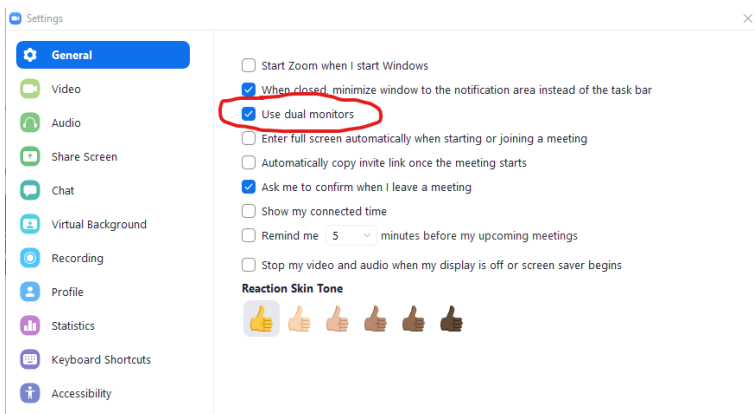 Settings
General
Video
Audio
Share Screen
Chat
Virtual Background
Recording
Profile
Statistics
Keyboard Shortcuts
Accessibility
Start Zoom when I start Windows
When closed, minimize window to the notification area instead of the task bar
Use dual monitors
Enter full screen automatically when starting or joining a meeting
Automatically copy invite link once the meeting starts
Ask me to confirm when I leave a meeting
Show my connected time
Remind me 5 minutes before my upcoming meetings
Stop my video and audio when my display is off or screen saver begins
Reaction Skin Tone